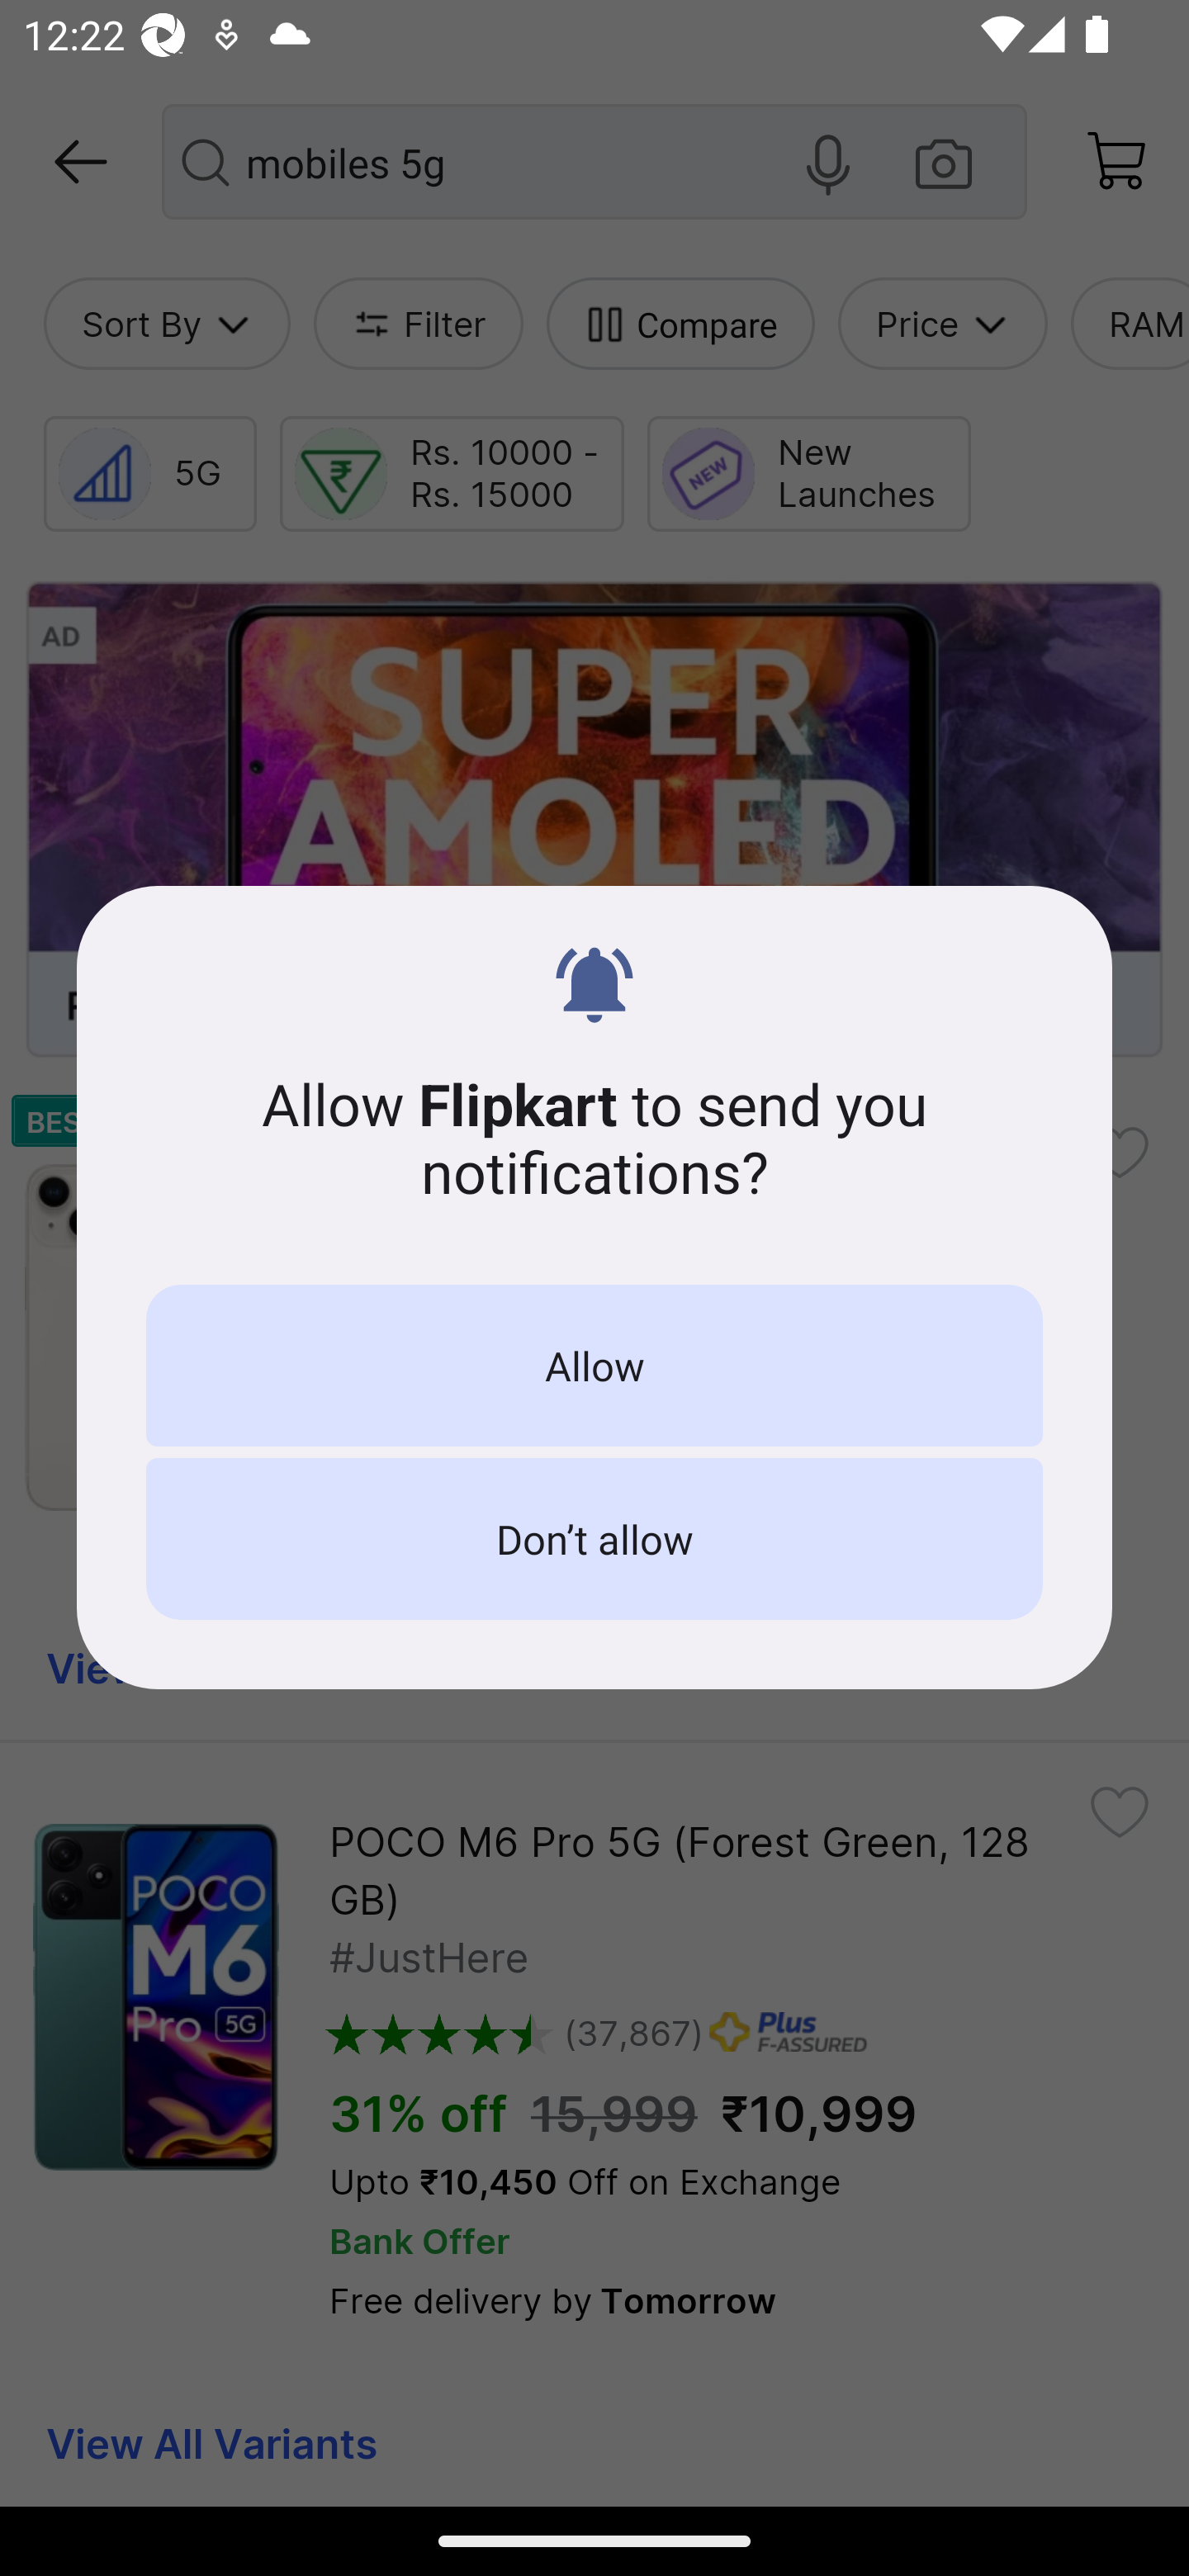 12:22
mobiles 5g
Sort By
Filter
Compare
Price
RAM
5G
Rs. 10000 -
Rs. 15000
NEW
New
Launches
AD
SUPER
AMOLED
Allow Flipkart to send you
notifications?
Allow
Don’t allow
POCO M6 Pro 5G (Forest Green, 128
GB)
#JustHere
(37,867)
Plus
F-ASSURED
31% off 15,999 ₹10,999
Upto ₹10,450 Off on Exchange
Bank Offer
Free delivery by Tomorrow
POCO
M6
Pro 5G
View All Variants